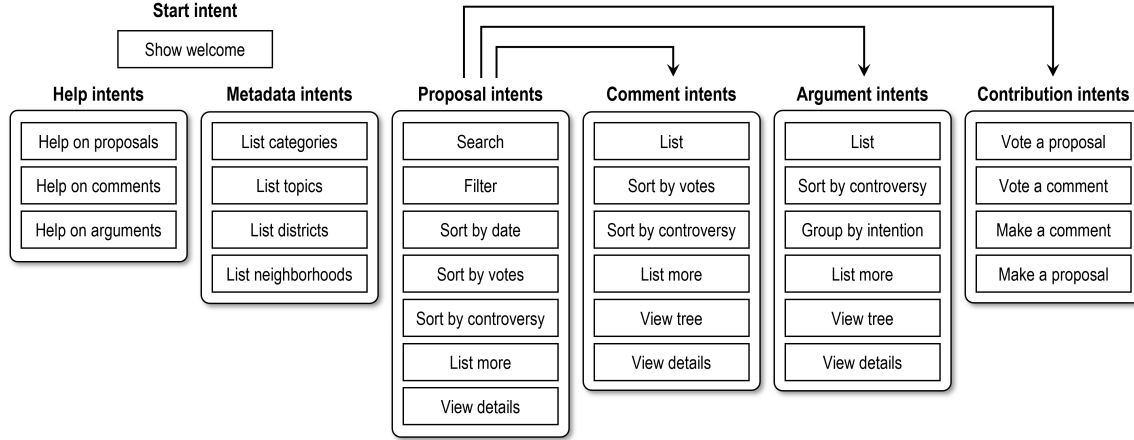 Start intent
Show welcome
Help intents
Help on proposals
Help on comments
Help on arguments
Metadata intents
List categories
List topics
List districts
List neighborhoods
Proposal intents
Search
Filter
Sort by date
Sort by votes
Sort by controversy
List more
View details
Comment intents
List
Sort by votes
Sort by controversy
List more
View tree
View details
Argument intents
List
Sort by controversy
Group by intention
List more
View tree
View details
Contribution intents
Vote a proposal
Vote a comment
Make a comment
Make a proposal